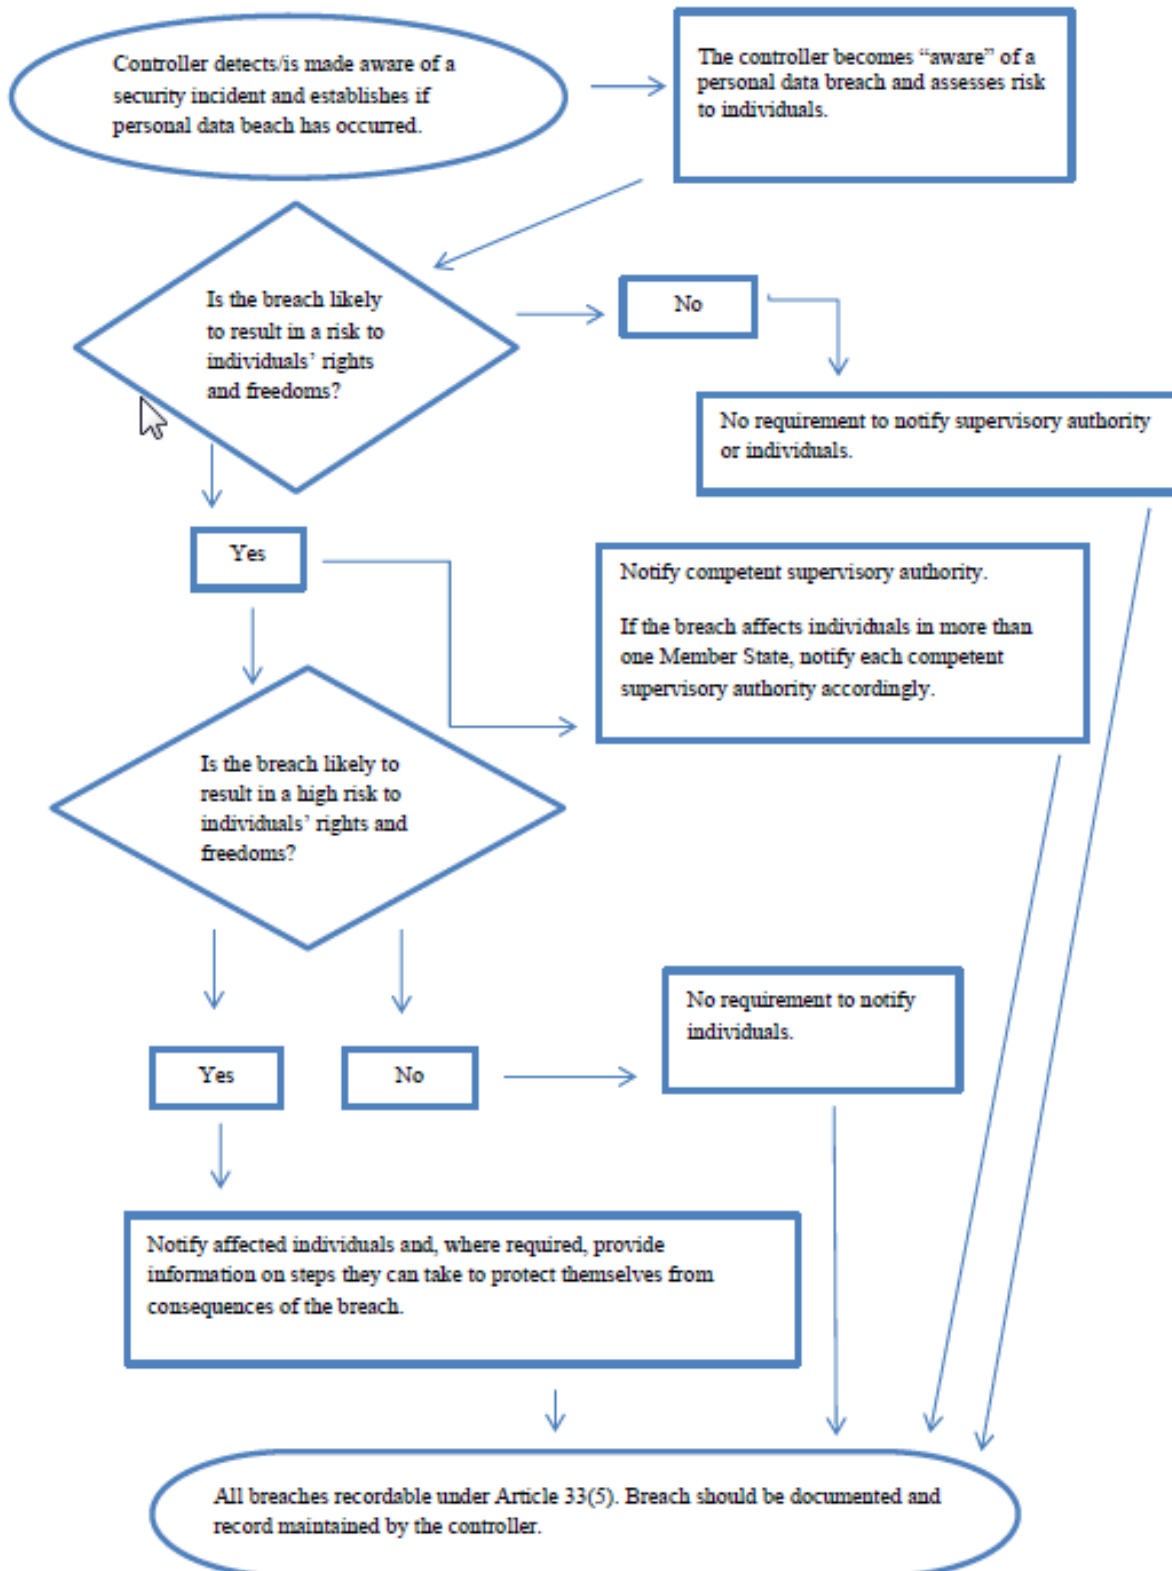 Controller detects/is made aware of a
security incident and establishes if
personal data beach has occurred.
The controller becomes “aware” of a
personal data breach and assesses risk
to individuals.
Is the breach likely
to result in a risk to
individuals’ rights
and freedoms?
No
No requirement to notify supervisory authority
or individuals.
Yes
Notify competent supervisory authority.
If the breach affects individuals in more than
one Member State, notify each competent
supervisory authority accordingly.
Is the breach likely to
result in a high risk to
individuals’ rights and
freedoms?
Yes
No
No requirement to notify
individuals.
Notify affected individuals and, where required, provide
information on steps they can take to protect themselves from
consequences of the breach.
All breaches recordable under Article 33(5). Breach should be documented and
record maintained by the controller.